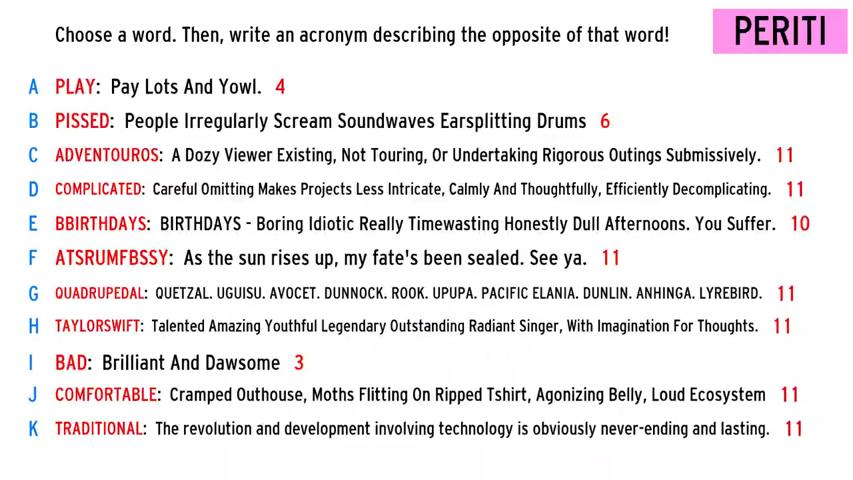 Choose a word. Then, write an acronym describing the opposite of that word!
PERITI
A PLAY: Pay Lots And Yowl. 4
B PISSED: People Irregularly Scream Soundwaves Earsplitting Drums 6
C ADVENTOUROS: A Dozy Viewer Existing, Not Touring, Or Undertaking Rigorous Outings Submissively. 11
D COMPLICATED: Careful Omitting Makes Projects Less Intricate, Calmly And Thoughtfully, Efficiently Decomplicating. 11
E BBIRTHDAYS: BIRTHDAYS - Boring Idiotic Really Timewasting Honestly Dull Afternoons. You Suffer. 10
F ATSRUMFBSSY: As the sun rises up, my fate's been sealed. See ya. 11
G QUADRUPEDAL: QUETZAL. UGUISU. AVOCET. DUNNOCK. ROOK. UPUPA. PACIFIC ELANIA. DUNLIN. ANHINGA. LYREBIRD. 11
H TAYLORSWIFT: Talented Amazing Youthful Legendary Outstanding Radiant Singer, With Imagination For Thoughts. 11
I BAD: Brilliant And Dawsome 3
J COMFORTABLE: Cramped Outhouse, Moths Flitting On Ripped Tshirt, Agonizing Belly, Loud Ecosystem 11
K TRADITIONAL: The revolution and development involving technology is obviously never-ending and lasting. 11